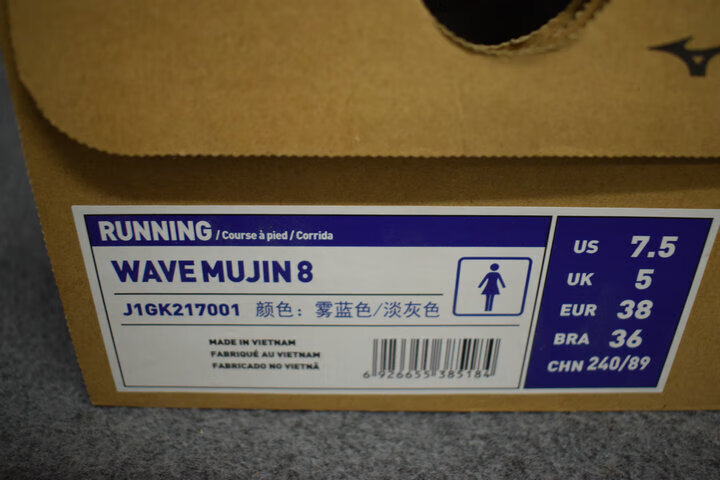 RUNNING / Course à pied / Corrida
WAVE MUJIN 8
J1GK217001 颜色：雾蓝色/淡灰色
MADE IN VIETNAM
FABRIQUÉ AU VIETNAM
FABRICADO NO VIETNÃ
6 926655 385184
US 7.5
UK 5
EUR 38
BRA 36
CHN 240/89